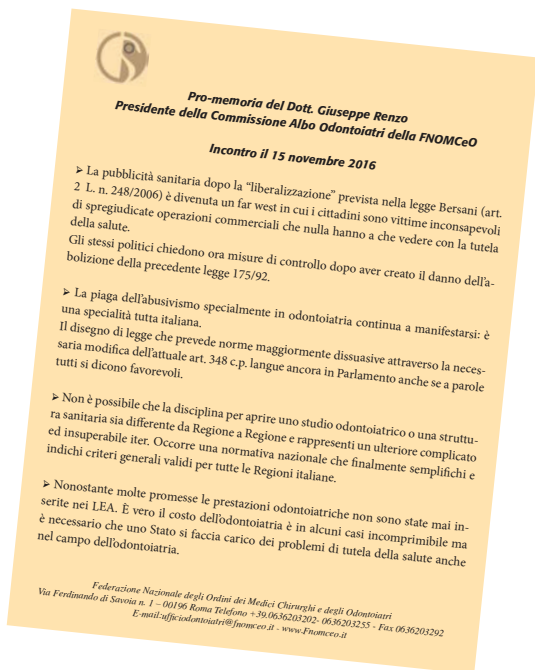 Pro-memoria del Dott. Giuseppe Renzo
Presidente della Commissione Albo Odontoiatri della FNOMCeO
Incontro il 15 novembre 2016
➢ La pubblicità sanitaria dopo la “liberalizzazione” prevista nella legge Bersani (art.
2 L. n. 248/2006) è divenuta un far west in cui i cittadini sono vittime inconsapevoli
di spregiudicate operazioni commerciali che nulla hanno a che vedere con la tutela
della salute.
Gli stessi politici chiedono ora misure di controllo dopo aver creato il danno dell’a-
bolizione della precedente legge 175/92.
➢ La piaga dell’abusivismo specialmente in odontoiatria continua a manifestarsi: è
una specialità tutta italiana.
Il disegno di legge che prevede norme maggiormente dissuasive attraverso la neces-
saria modifica dell’attuale art. 348 c.p. langue ancora in Parlamento anche se a parole
tutti si dicono favorevoli.
➢ Non è possibile che la disciplina per aprire uno studio odontoiatrico o una struttu-
ra sanitaria sia differente da Regione a Regione e rappresenti un ulteriore complicato
ed insuperabile iter. Occorre una normativa nazionale che finalmente semplifichi e
indichi criteri generali validi per tutte le Regioni italiane.
➢ Nonostante molte promesse le prestazioni odontoiatriche non sono state mai in-
serite nei LEA. È vero il costo dell’odontoiatria è in alcuni casi incomprimibile ma
è necessario che uno Stato si faccia carico dei problemi di tutela della salute anche
nel campo dell’odontoiatria.
Federazione Nazionale degli Ordini dei Medici Chirurghi e degli Odontoiatri
Via Ferdinando di Savoia n. 1 – 00196 Roma Telefono +39.0636203202- 0636203255 - Fax 0636203292
E-mail:ufficiodontoiatri@fnomceo.it - www.Fnomceo.it